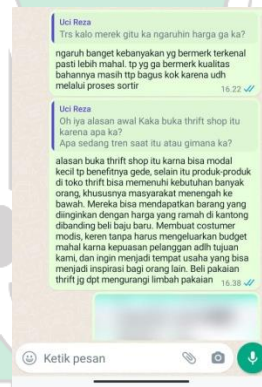 Uci Reza
Trs kalo merek gitu ka ngaruhin harga ga ka?
ngaruh banget kebanyakan yg bermerk terkenal
pasti lebih mahal. tp yg ga bermerk kualitas
bahannya masih ttp bagus kok karena udh
melalui proses sortir
16.22
Uci Reza
Oh iya alasan awal Kaka buka thrift shop itu
karena apa ka?
Apa sedang tren saat itu atau gimana ka?
alasan buka thrift shop itu karna bisa modal
kecil tp benefitnya gede, selain itu produk-produk
di toko thrift bisa memenuhi kebutuhan banyak
orang, khususnya masyarakat menengah ke
bawah. Mereka bisa mendapatkan barang yang
diinginkan dengan harga yang ramah di kantong
dibanding beli baju baru. Membuat costumer
modis, keren tanpa harus mengeluarkan budget
mahal karna kepuasan pelanggan adlh tujuan
kami, dan ingin menjadi tempat usaha yang bisa
menjadi inspirasi bagi orang lain. Beli pakaian
thrift jg dpt mengurangi limbah pakaian
16.38
Ketik pesan